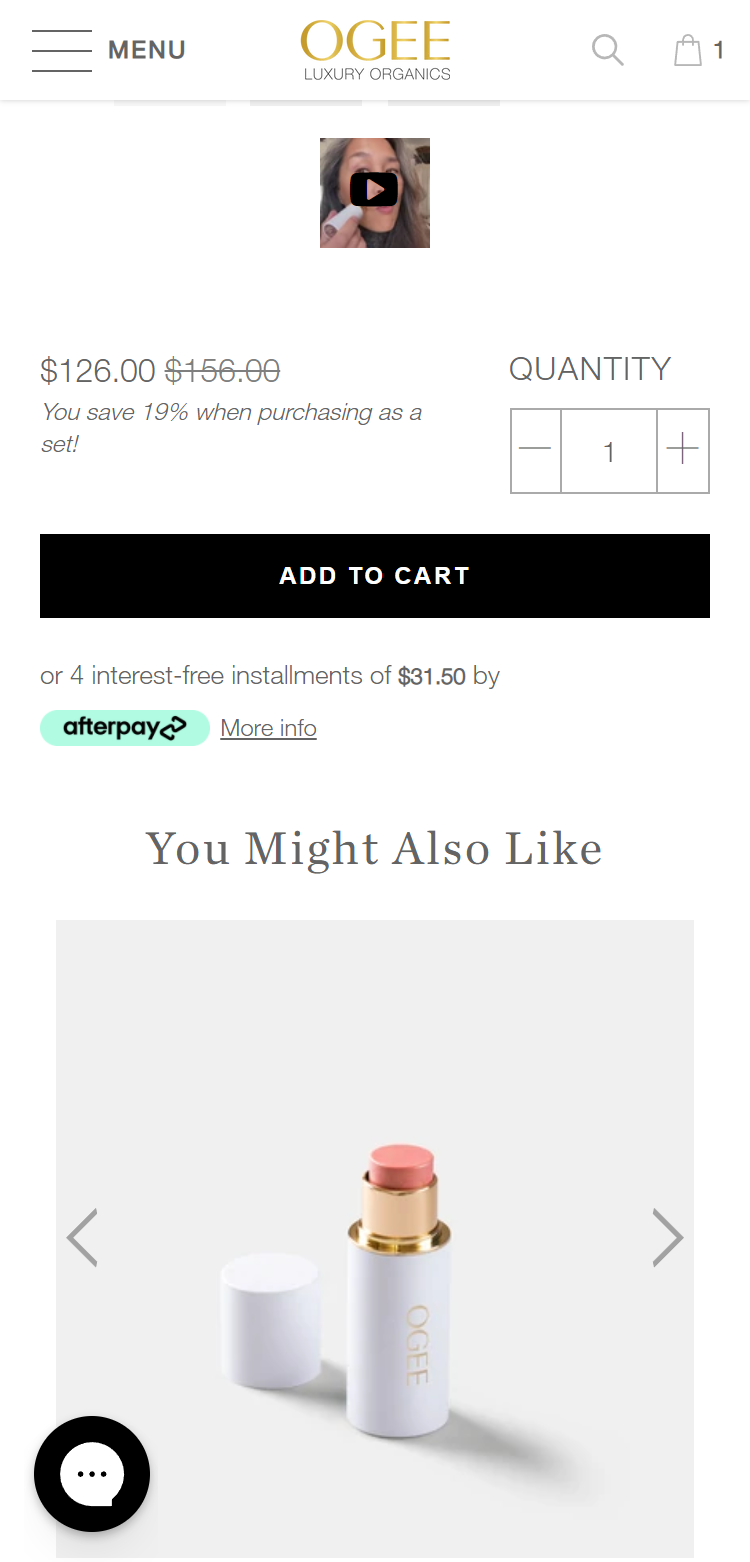 MENU
OGEE
LUXURY ORGANICS
1
$126.00 $156.00
You save 19% when purchasing as a
set!
QUANTITY
1
ADD TO CART
or 4 interest-free installments of $31.50 by
afterpay More info
You Might Also Like
OGEE